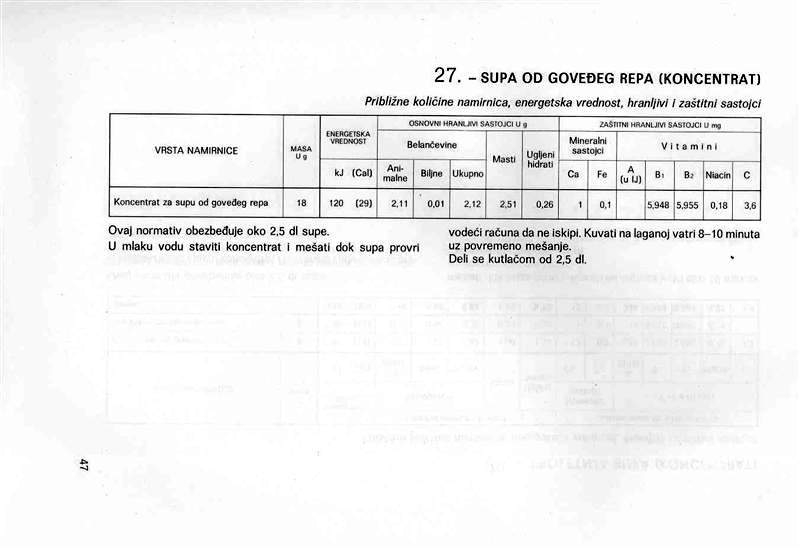 27. – SUPA OD GOVEĐEG REPA (KONCENTRAT)
Približne količine namirnica, energetska vrednost, hranljivi i zaštitni sastojci
VRSTA NAMIRNICE
MASA
U g
ENERGETSKA
VREDNOST
OSNOVNI HRANLJIVI SASTOJCI U g
ZAŠTITNI HRANLJIVI SASTOJCI U mg
Belančevine
Masti
Ugljeni
hidrati
Mineralni
sastojci
Vitamini
kJ (Cal)
Ani-
malne
Biljne
Ukupno
Ca
Fe
A
(u IJ)
B₁
B₂
Niacin
C
Koncentrat za supu od goveđeg repa 18 120 (29) 2,11 0,01 2,12 2,51 0,26 1 0,1 5,948 5,955 0,18 3,6
Ovaj normativ obezbeđuje oko 2,5 dl supe.
U mlaku vodu staviti koncentrat i mešati dok supa provri
vodeći računa da ne iskipi. Kuvati na laganoj vatri 8–10 minuta
uz povremeno mešanje.
Deli se kutlačom od 2,5 dl.
47